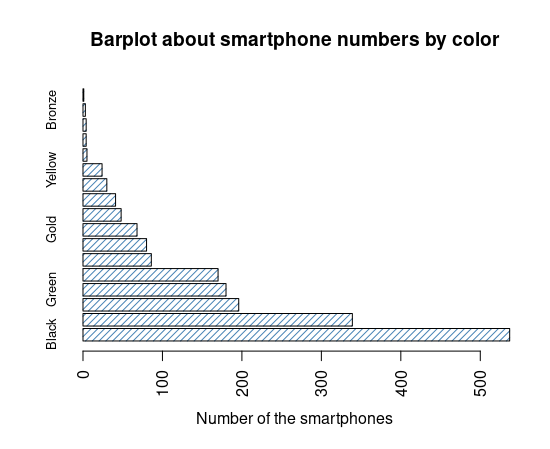 Barplot about smartphone numbers by color
Bronze
Yellow
Gold
Green
Black
0 100 200 300 400 500
Number of the smartphones